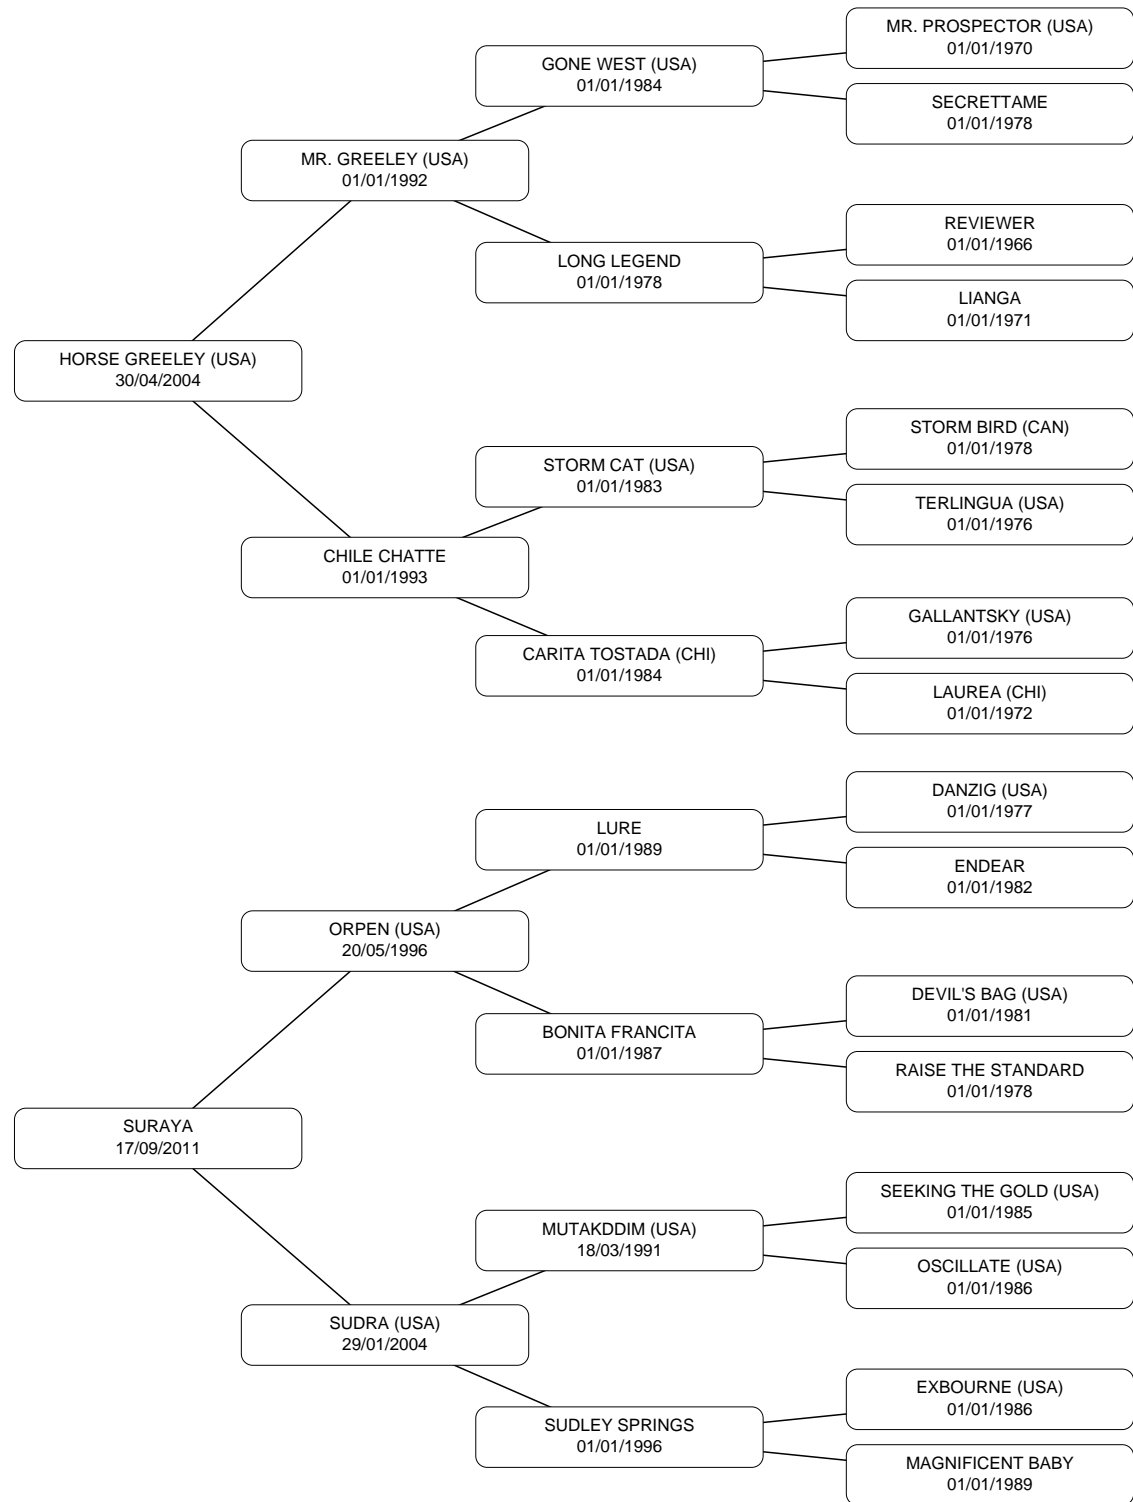 MR. PROSPECTOR (USA)
01/01/1970
GONE WEST (USA)
01/01/1984
SECRETTAME
01/01/1978
MR. GREELEY (USA)
01/01/1992
REVIEWER
01/01/1966
LONG LEGEND
01/01/1978
LIANGA
01/01/1971
HORSE GREELEY (USA)
30/04/2004
STORM BIRD (CAN)
01/01/1978
STORM CAT (USA)
01/01/1983
TERLINGUA (USA)
01/01/1976
CHILE CHATTE
01/01/1993
GALLANTSKY (USA)
01/01/1976
CARITA TOSTADA (CHI)
01/01/1984
LAUREA (CHI)
01/01/1972
DANZIG (USA)
01/01/1977
LURE
01/01/1989
ENDEAR
01/01/1982
ORPEN (USA)
20/05/1996
DEVIL'S BAG (USA)
01/01/1981
BONITA FRANCITA
01/01/1987
RAISE THE STANDARD
01/01/1978
SURAYA
17/09/2011
SEEKING THE GOLD (USA)
01/01/1985
MUTAKDDIM (USA)
18/03/1991
OSCILLATE (USA)
01/01/1986
SUDRA (USA)
29/01/2004
EXBOURNE (USA)
01/01/1986
SUDLEY SPRINGS
01/01/1996
MAGNIFICENT BABY
01/01/1989